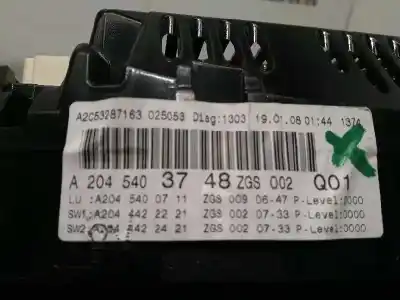 A2C53287163 025053 Diag:1303 19.01.08 01:44 1374
A 204 540 37 48 ZGS 002 Q01
LU :A204 540 07 11 ZGS 009 06-47 P-Level:0000
SW1:A204 442 22 21 ZGS 002 07-33 P-Level:0000
SW2:A204 442 24 21 ZGS 002 07-33 P-Level:0000